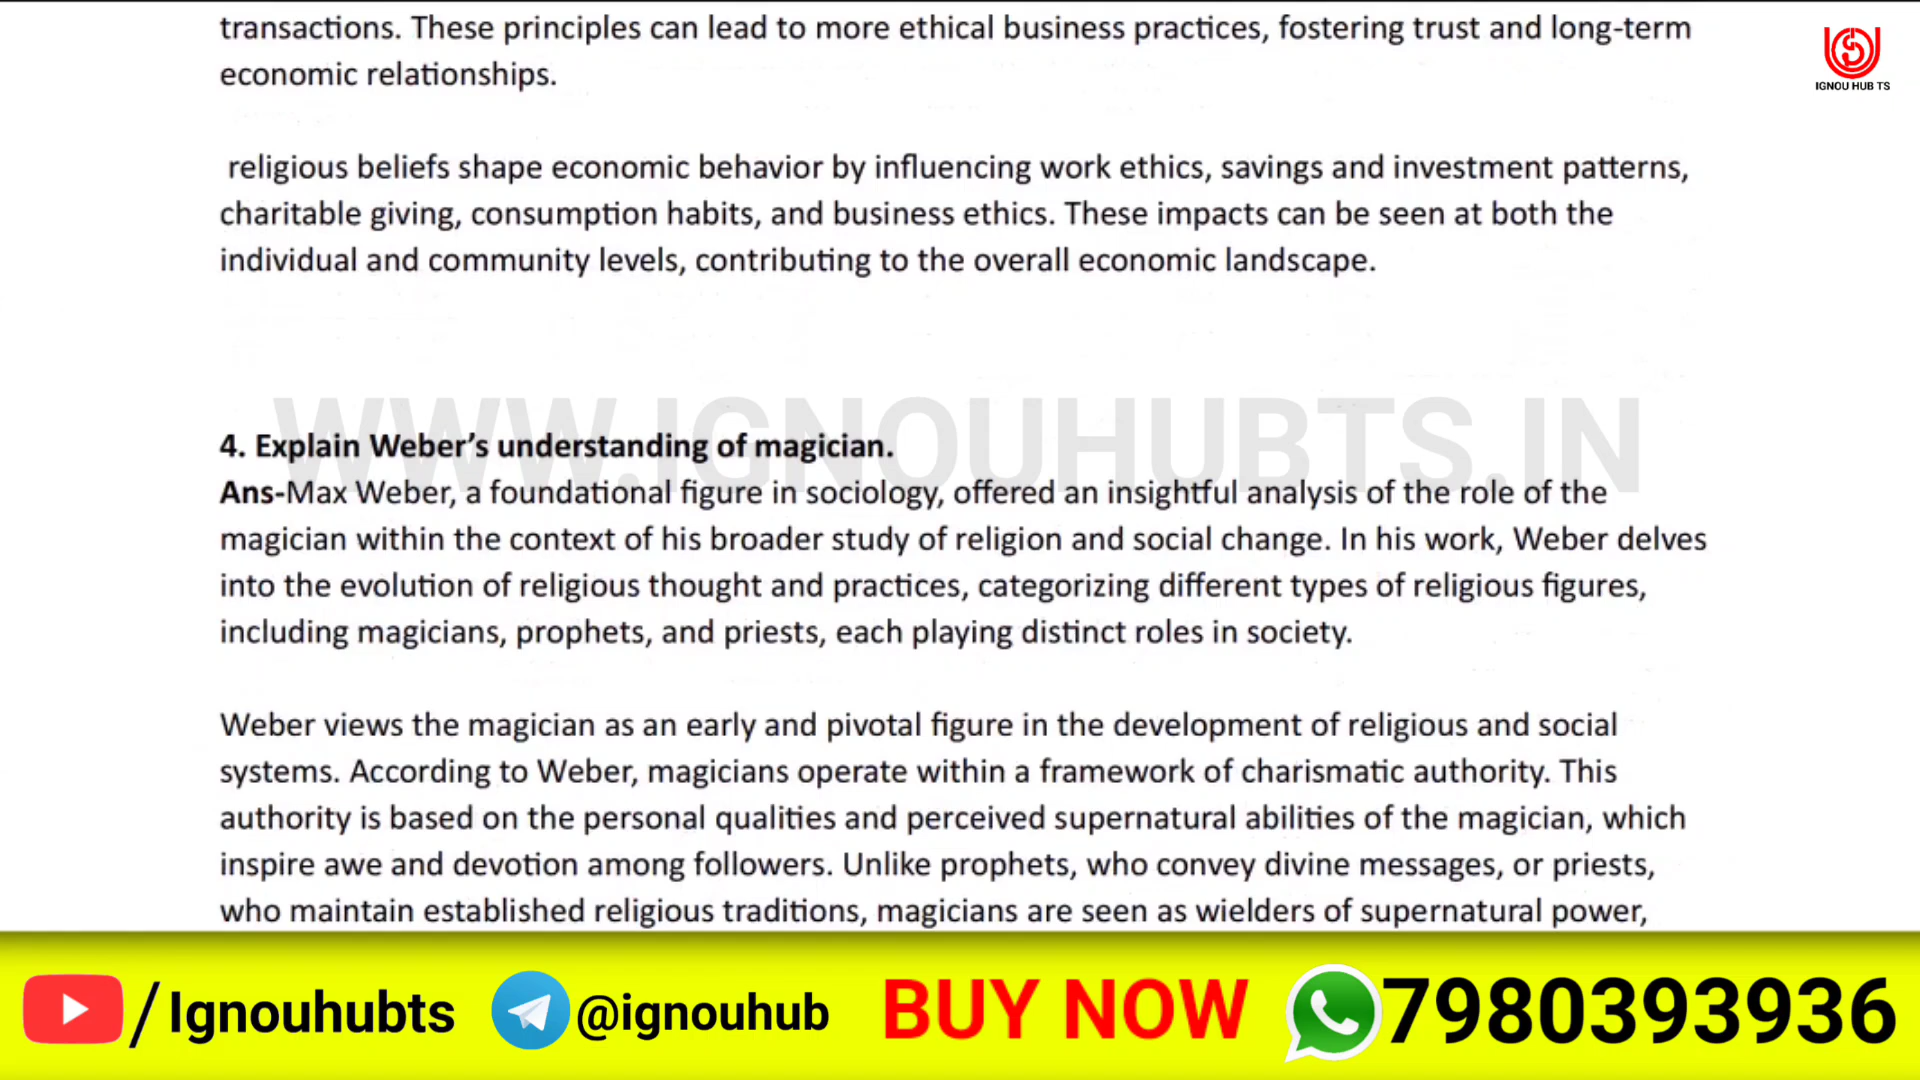 transactions. These principles can lead to more ethical business practices, fostering trust and long-term
economic relationships.
IGNOU HUB TS
religious beliefs shape economic behavior by influencing work ethics, savings and investment patterns,
charitable giving, consumption habits, and business ethics. These impacts can be seen at both the
individual and community levels, contributing to the overall economic landscape.
WWW.IGNOUHUBTS.IN
4. Explain Weber’s understanding of magician.
Ans-Max Weber, a foundational figure in sociology, offered an insightful analysis of the role of the
magician within the context of his broader study of religion and social change. In his work, Weber delves
into the evolution of religious thought and practices, categorizing different types of religious figures,
including magicians, prophets, and priests, each playing distinct roles in society.
Weber views the magician as an early and pivotal figure in the development of religious and social
systems. According to Weber, magicians operate within a framework of charismatic authority. This
authority is based on the personal qualities and perceived supernatural abilities of the magician, which
inspire awe and devotion among followers. Unlike prophets, who convey divine messages, or priests,
who maintain established religious traditions, magicians are seen as wielders of supernatural power,
/Ignouhubts @ignouhub BUY NOW 7980393936